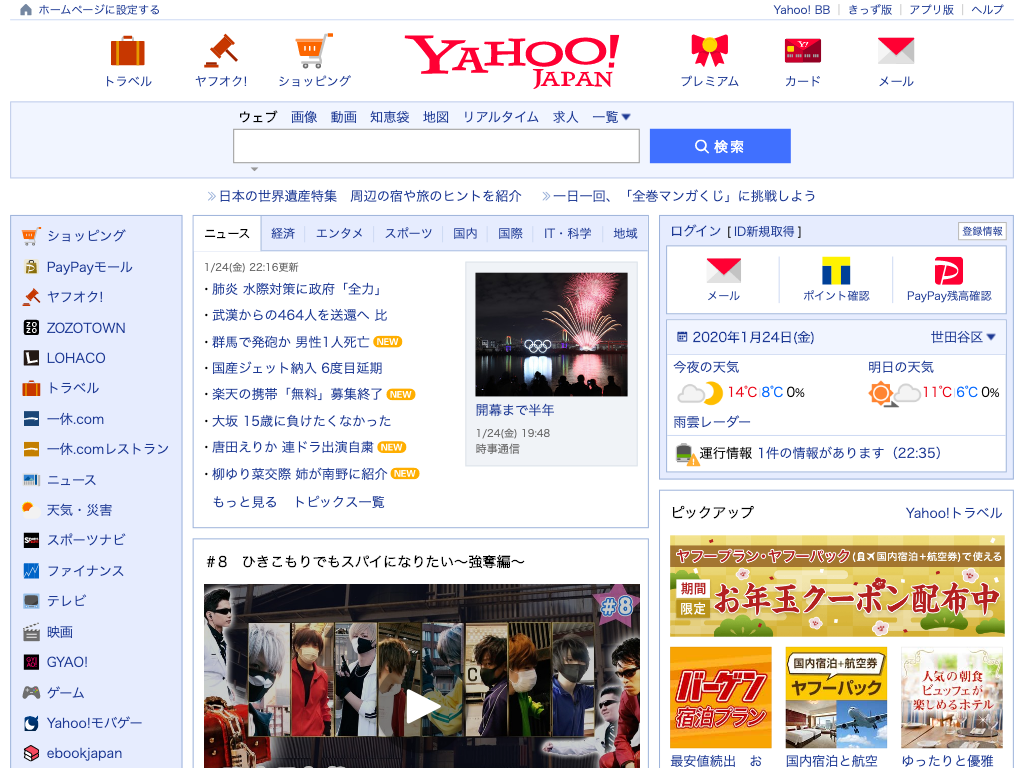 ホームページに設定する
Yahoo! BB
きっず版
アプリ版
ヘルプ
トラベル
ヤフオク!
ショッピング
YAHOO!
JAPAN
プレミアム
カード
メール
ウェブ 画像 動画 知恵袋 地図 リアルタイム 求人 一覧▼
検索
日本の世界遺産特集 周辺の宿や旅のヒントを紹介
一日一回、「全巻マンガくじ」に挑戦しよう
ショッピング
PayPayモール
ヤフオク!
ZOZOTOWN
LOHACO
トラベル
一休.com
一休.comレストラン
ニュース
天気・災害
スポーツナビ
ファイナンス
テレビ
映画
GYAO!
ゲーム
Yahoo!モバゲー
ebookjapan
ニュース 経済 エンタメ スポーツ 国内 国際 IT・科学 地域
1/24(金) 22:16更新
・肺炎 水際対策に政府「全力」
・武漢からの464人を送還へ 比
・群馬で発砲か 男性1人死亡 NEW
・国産ジェット納入 6度目延期
・楽天の携帯「無料」募集終了 NEW
・大坂 15歳に負けたくなかった
・唐田えりか 連ドラ出演自粛 NEW
・柳ゆり菜交際 姉が南野に紹介 NEW
もっと見る トピックス一覧
開幕まで半年
1/24(金) 19:48
時事通信
#8 ひきこもりでもスパイになりたい〜強奪編〜
#8
ログイン [ ID新規取得 ]
登録情報
メール
ポイント確認
PayPay残高確認
2020年1月24日(金)
世田谷区▼
今夜の天気
14℃ 8℃ 0%
明日の天気
11℃ 6℃ 0%
雨雲レーダー
運行情報 1件の情報があります（22:35）
ピックアップ
Yahoo!トラベル
ヤフープラン・ヤフーパック(国内宿泊+航空券)で使える
期間
限定
お年玉クーポン配布中
バーゲン
宿泊プラン
国内宿泊+航空券
ヤフーパック
人気の朝食
ビュッフェが
楽しめるホテル
最安値続出 お
国内宿泊と航空
ゆったりと優雅